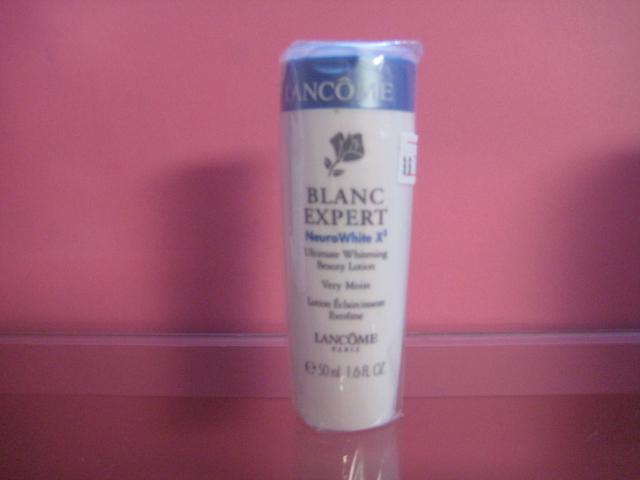 LANCÔME
BLANC
EXPERT
NeuroWhite X³
Ultimate Whitening
Beauty Lotion
Very Moist
Lotion Éclaircissante
Extrême
LANCÔME
PARIS
℮ 50 ml 1.6 FL OZ